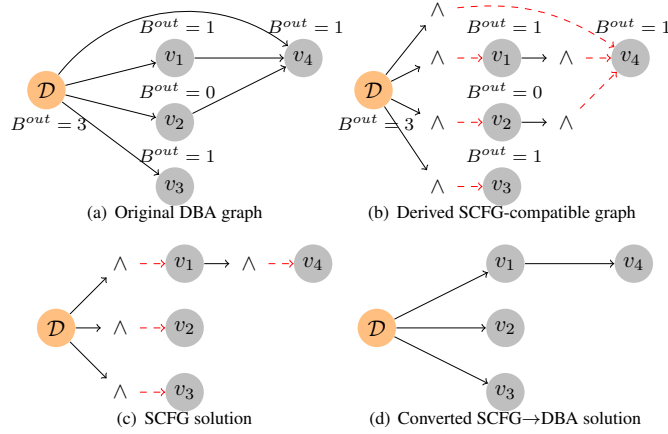 B^{out} = 1 B^{out} = 1
v_1 v_4
𝒟 B^{out} = 0
B^{out} = 3 v_2
B^{out} = 1
v_3
(a) Original DBA graph
∧
B^{out} = 1 B^{out} = 1
∧ v_1 ∧ v_4
𝒟 B^{out} = 0
B^{out} = 3 ∧ v_2 ∧
B^{out} = 1
∧ v_3
(b) Derived SCFG-compatible graph
∧ v_1 ∧ v_4
𝒟 ∧ v_2
∧ v_3
(c) SCFG solution
v_1 v_4
𝒟 v_2
v_3
(d) Converted SCFG→DBA solution